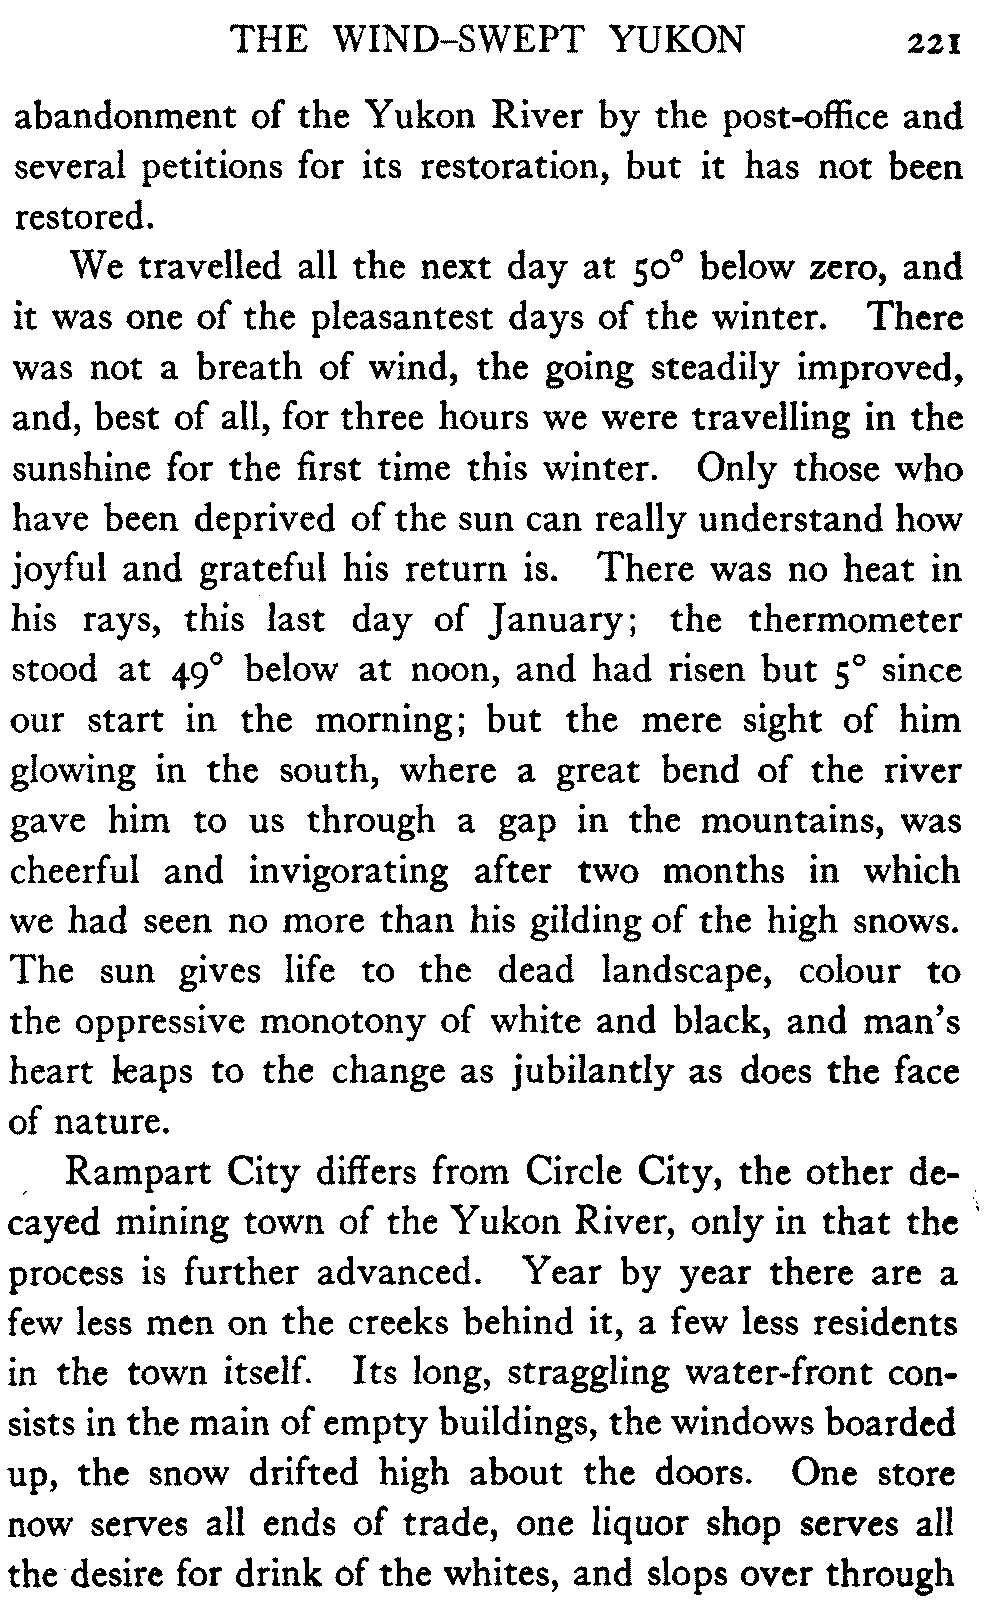 THE WIND-SWEPT YUKON 221
abandonment of the Yukon River by the post-office and
several petitions for its restoration, but it has not been
restored.
We travelled all the next day at 50° below zero, and
it was one of the pleasantest days of the winter. There
was not a breath of wind, the going steadily improved,
and, best of all, for three hours we were travelling in the
sunshine for the first time this winter. Only those who
have been deprived of the sun can really understand how
joyful and grateful his return is. There was no heat in
his rays, this last day of January; the thermometer
stood at 49° below at noon, and had risen but 5° since
our start in the morning; but the mere sight of him
glowing in the south, where a great bend of the river
gave him to us through a gap in the mountains, was
cheerful and invigorating after two months in which
we had seen no more than his gilding of the high snows.
The sun gives life to the dead landscape, colour to
the oppressive monotony of white and black, and man's
heart leaps to the change as jubilantly as does the face
of nature.
Rampart City differs from Circle City, the other de-
cayed mining town of the Yukon River, only in that the
process is further advanced. Year by year there are a
few less men on the creeks behind it, a few less residents
in the town itself. Its long, straggling water-front con-
sists in the main of empty buildings, the windows boarded
up, the snow drifted high about the doors. One store
now serves all ends of trade, one liquor shop serves all
the desire for drink of the whites, and slops over through